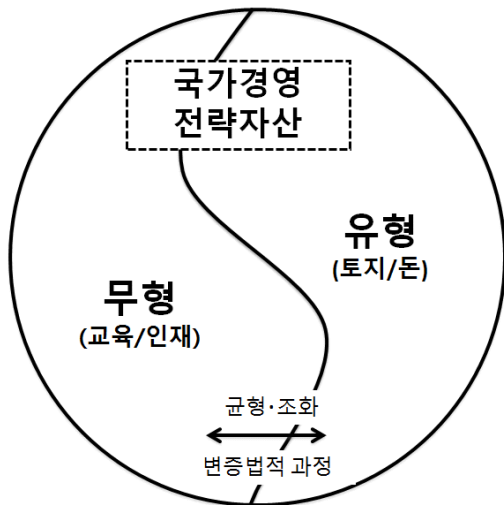 국가경영
전략자산
유형
(토지/돈)
무형
(교육/인재)
균형·조화
변증법적 과정